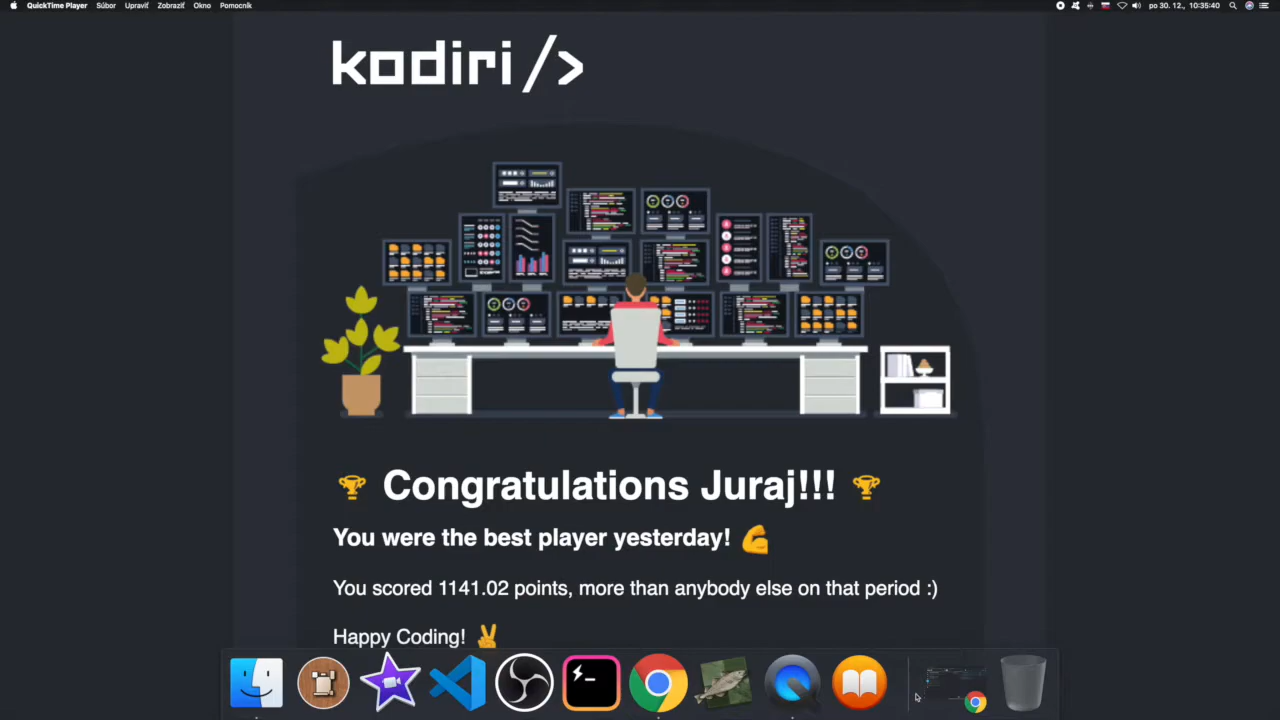 QuickTime Player Súbor Upraviť Zobraziť Okno Pomocník po 30. 12., 10:35:40
kodiri/>
Congratulations Juraj!!!
You were the best player yesterday! 💪
You scored 1141.02 points, more than anybody else on that period :)
Happy Coding! ✌